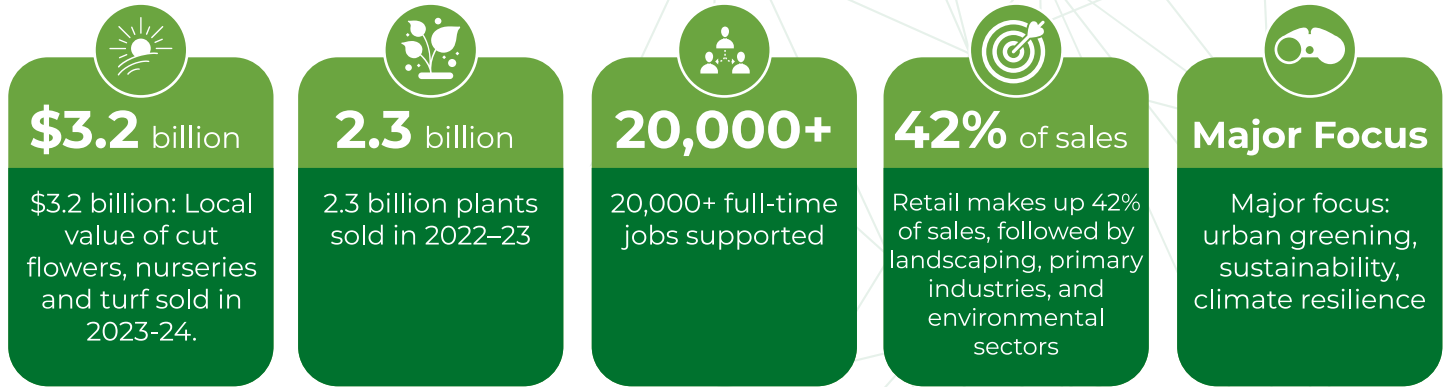 $3.2 billion
$3.2 billion: Local
value of cut
flowers, nurseries
and turf sold in
2023-24.
2.3 billion
2.3 billion plants
sold in 2022–23
20,000+
20,000+ full-time
jobs supported
42% of sales
Retail makes up 42%
of sales, followed by
landscaping, primary
industries, and
environmental
sectors
Major Focus
Major focus:
urban greening,
sustainability,
climate resilience